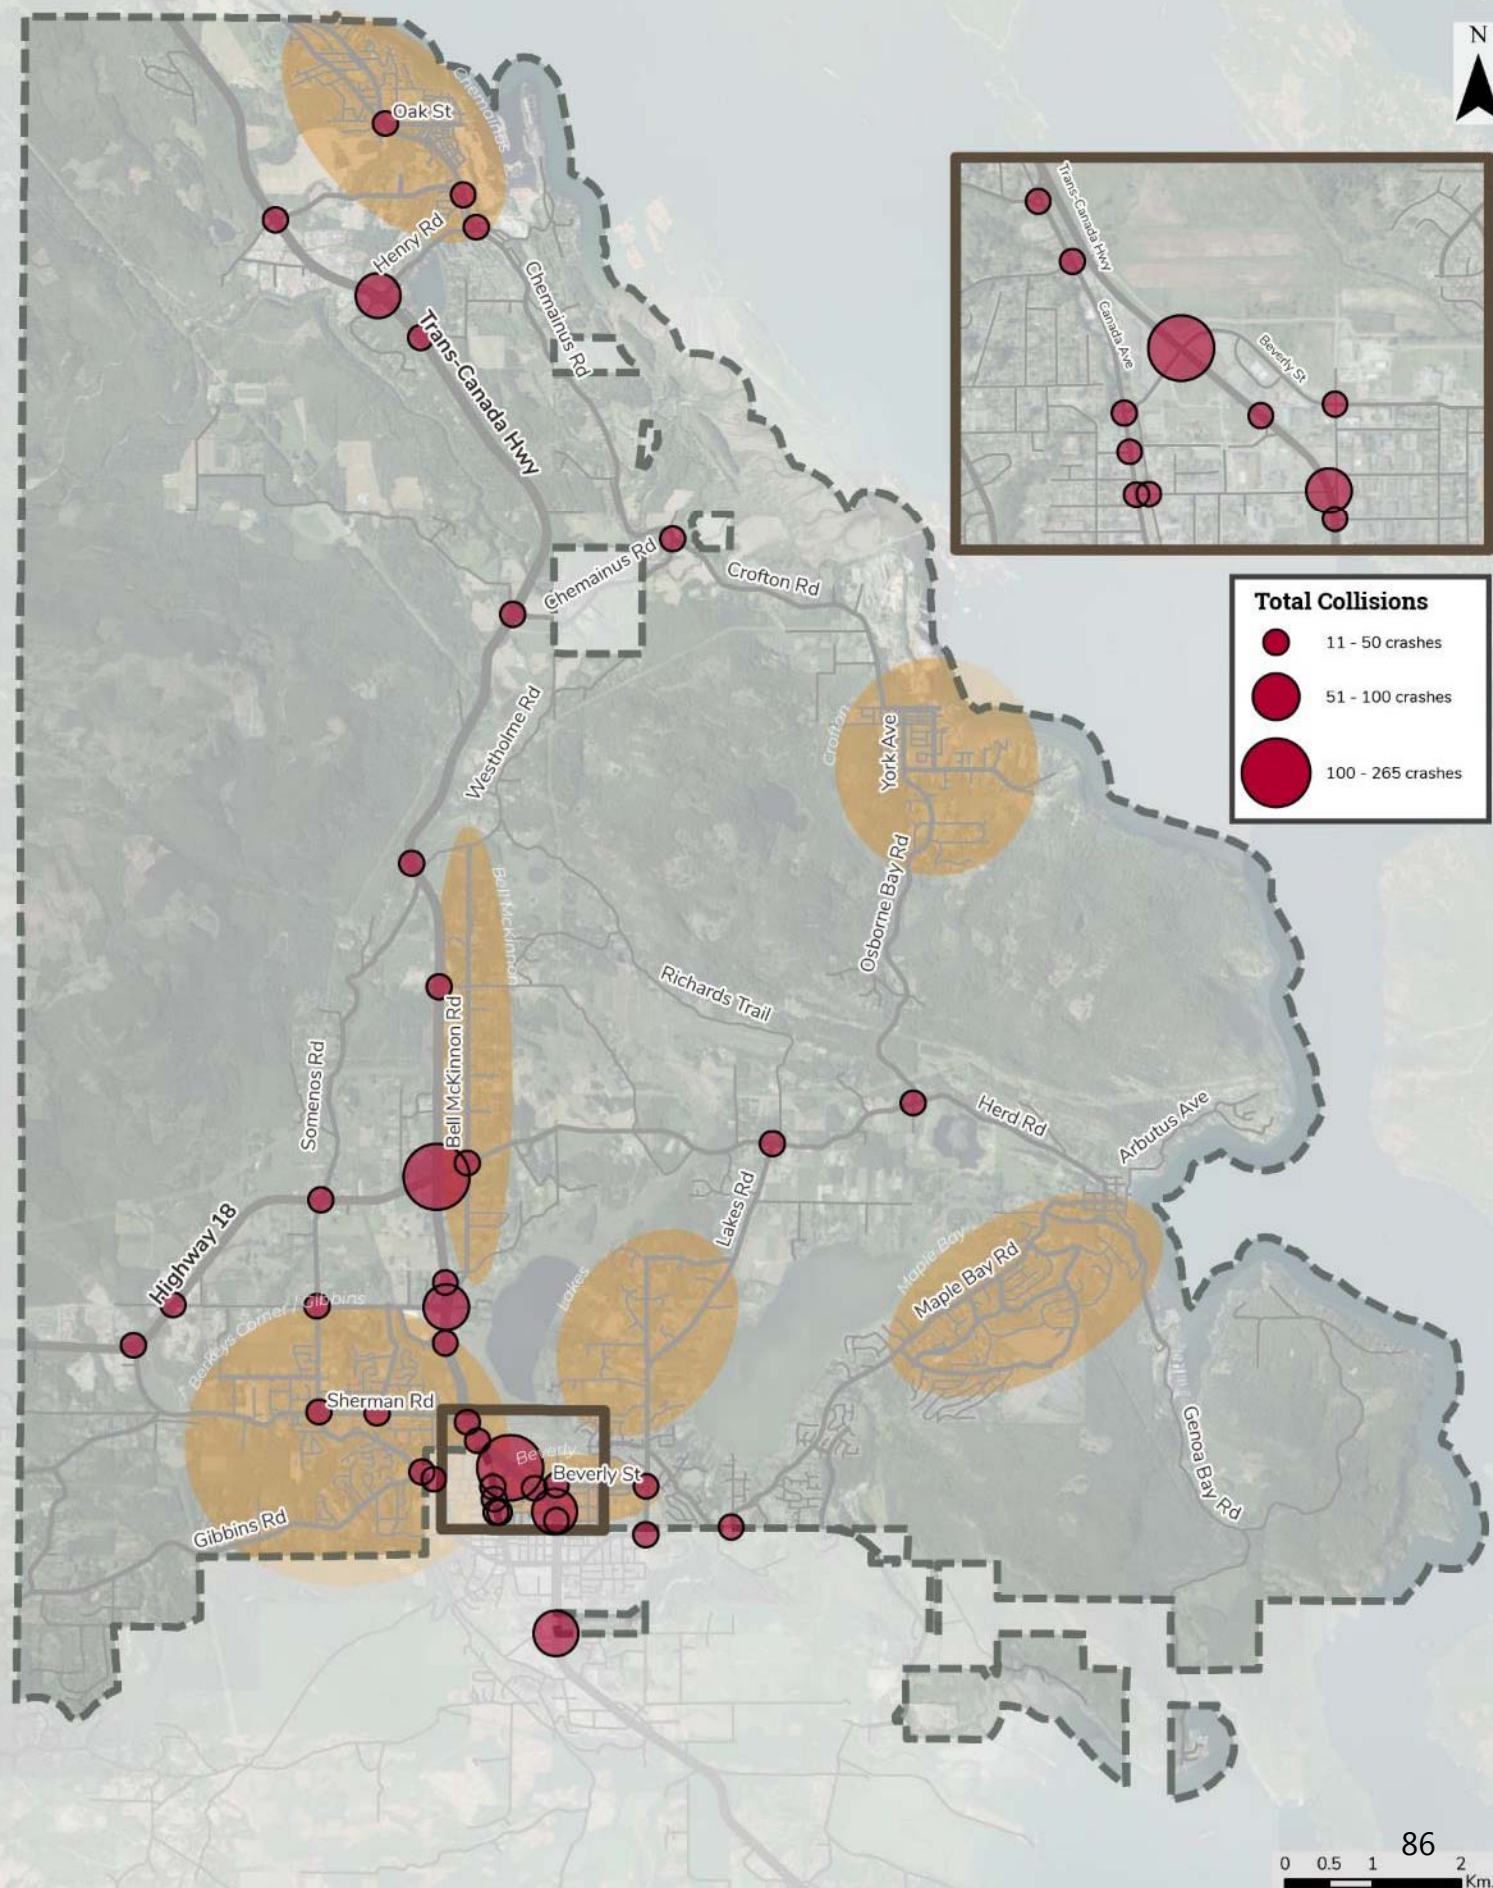 N
Chemainus
Oak St
Henry Rd
Chemainus Rd
Trans-Canada Hwy
Trans-Canada Hwy
Canada Ave
Beverly St
Total Collisions
11 - 50 crashes
51 - 100 crashes
100 - 265 crashes
Chemainus Rd
Crofton Rd
Westholme Rd
Crofton
York Ave
Osborne Bay Rd
Bell McKinnon
Richards Trail
Bell McKinnon Rd
Somenos Rd
Herd Rd
Arbutus Ave
Lakes Rd
Highway 18
Maple Bay
Maple Bay Rd
Lakes
Berkeys Corner / Gibbins
Sherman Rd
Genoa Bay Rd
Beverly
Beverly St
Gibbins Rd
86
0 0.5 1 2
Km